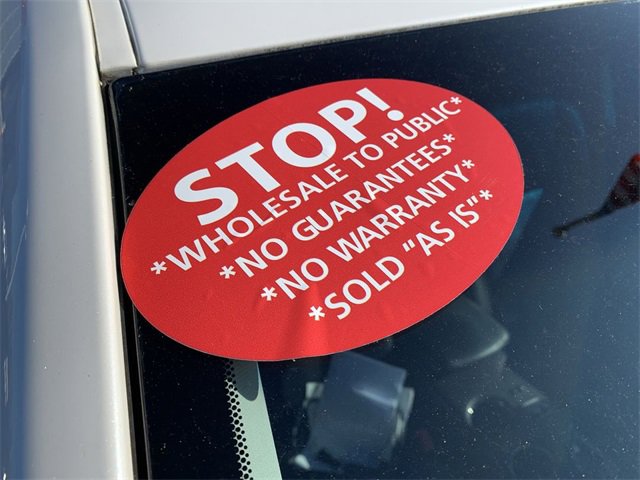 STOP!
*WHOLESALE TO PUBLIC*
*NO GUARANTEES*
*NO WARRANTY*
*SOLD "AS IS"*